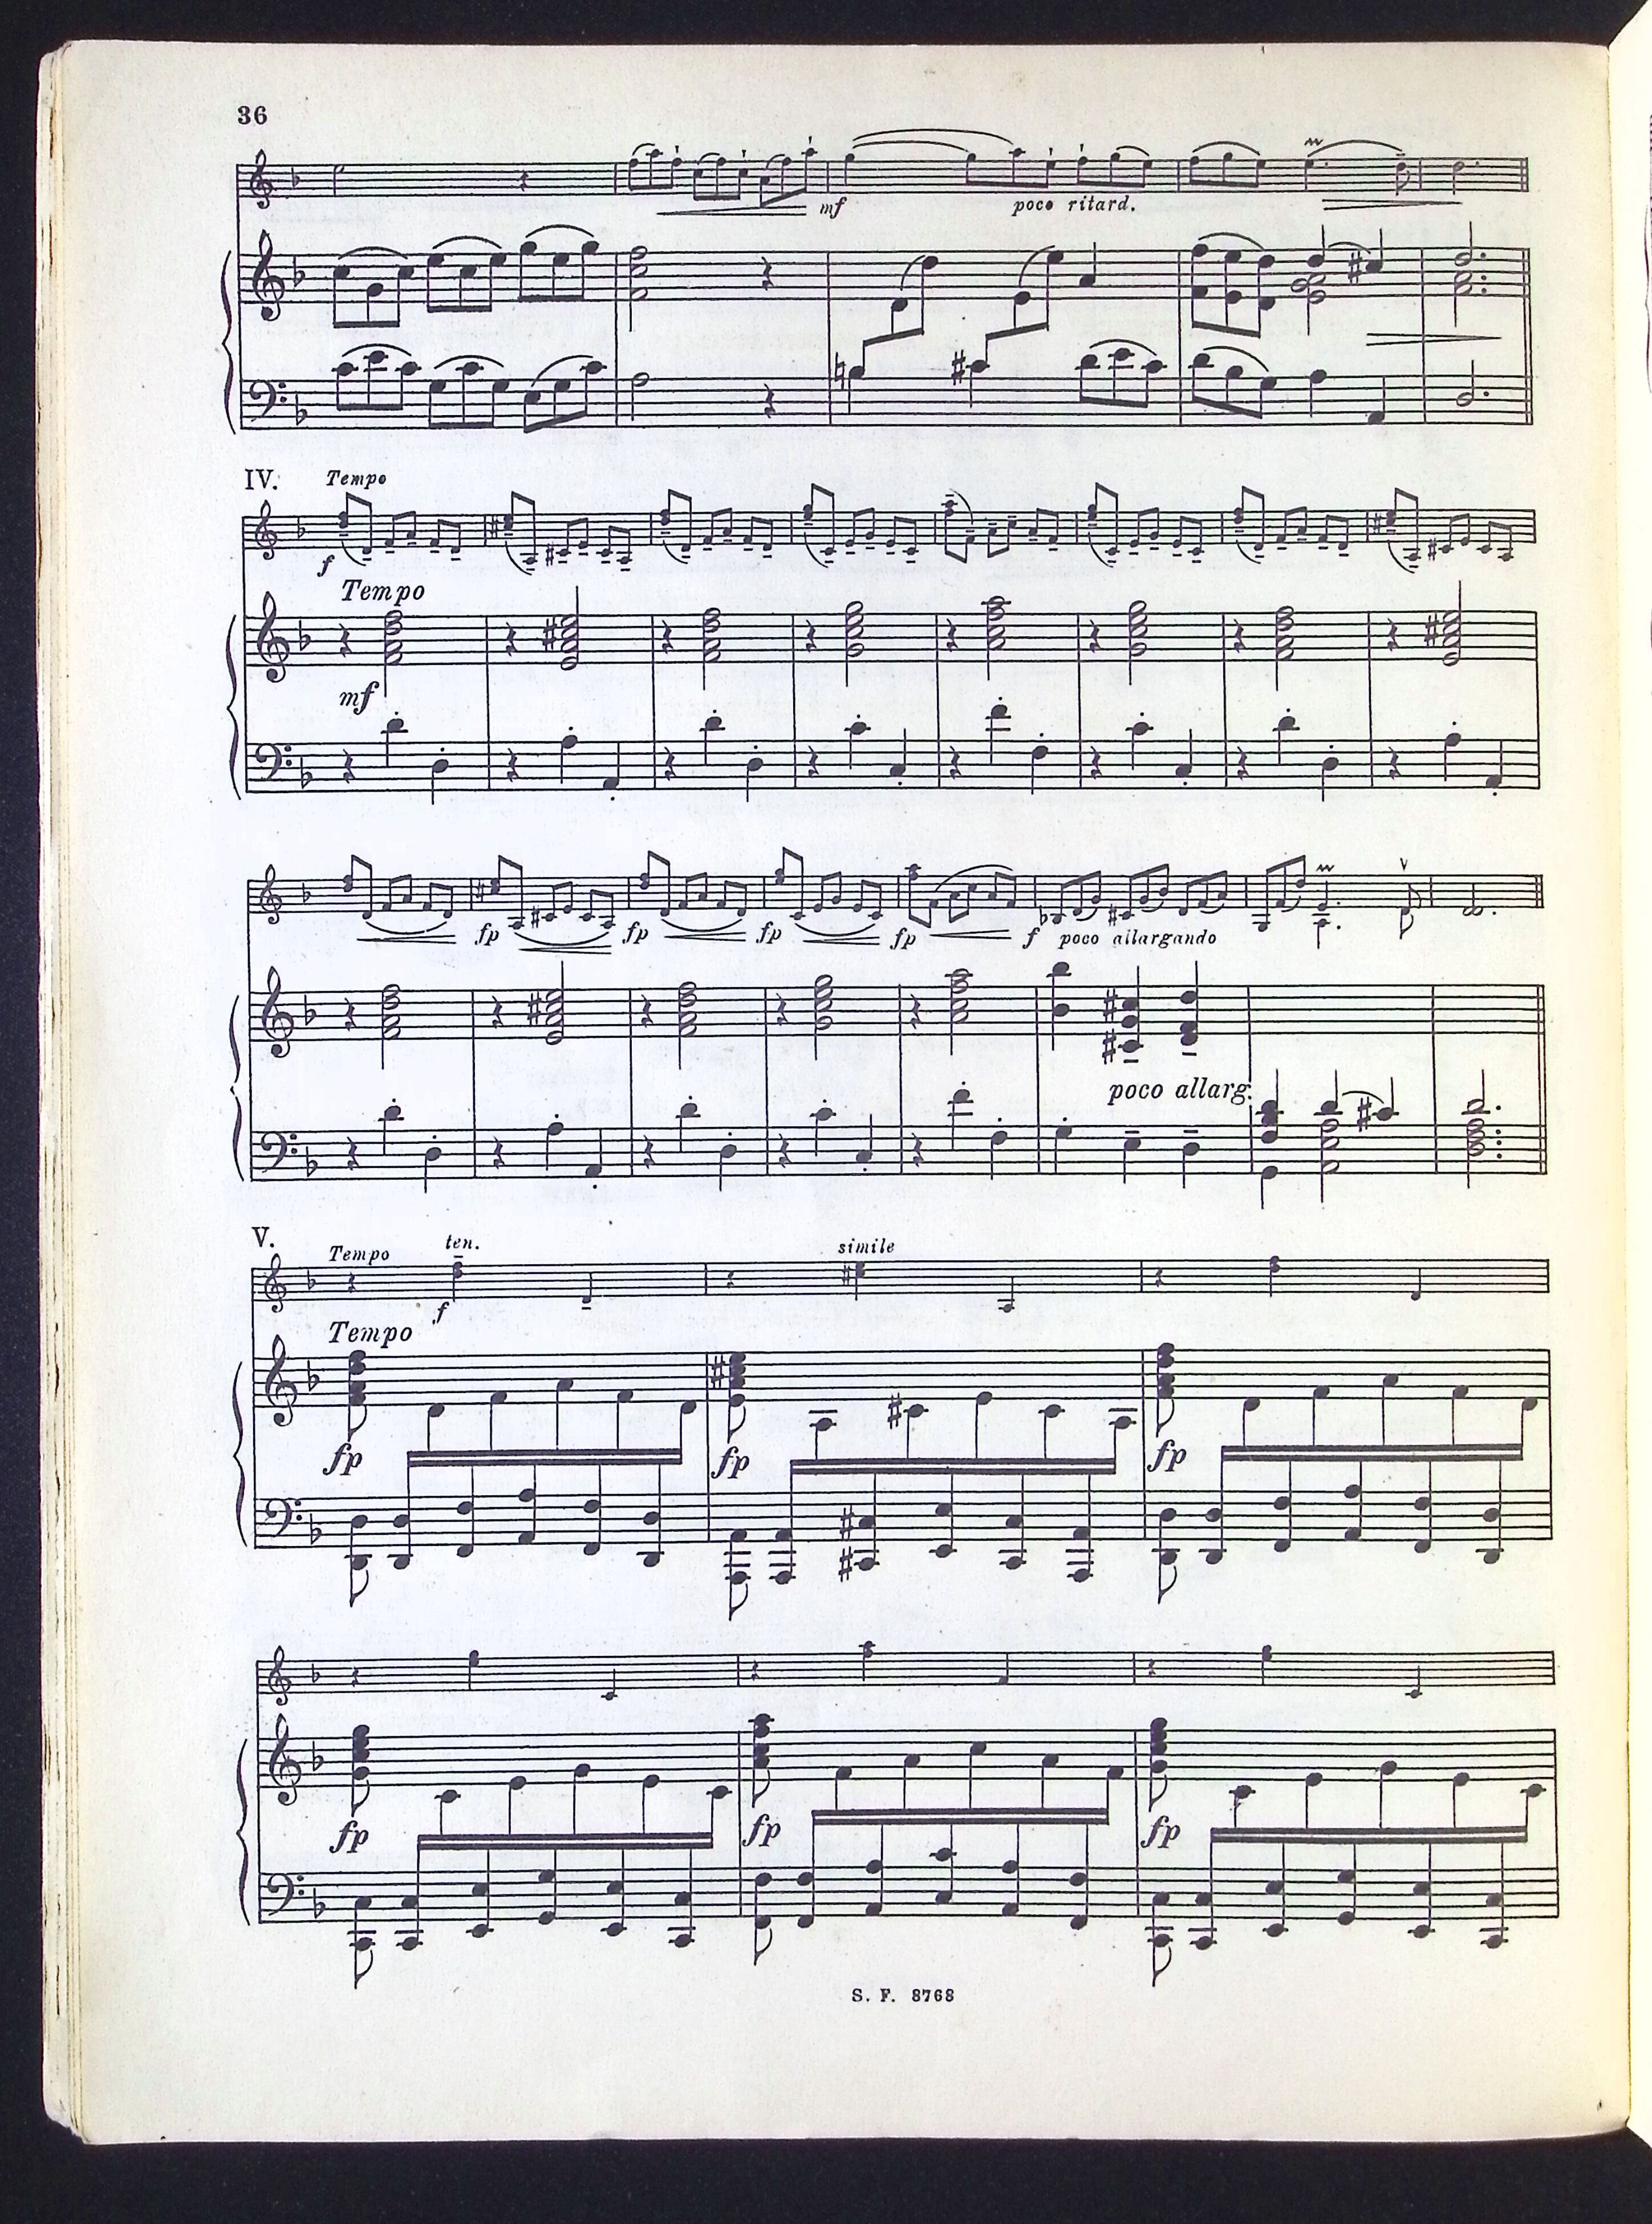 36
mf poco ritard.
IV. Tempo
f
Tempo
mf
fp fp fp fp f poco allargando
poco allarg.
V. Tempo ten. simile
f
Tempo
fp fp fp
fp fp fp
S. F. 8768